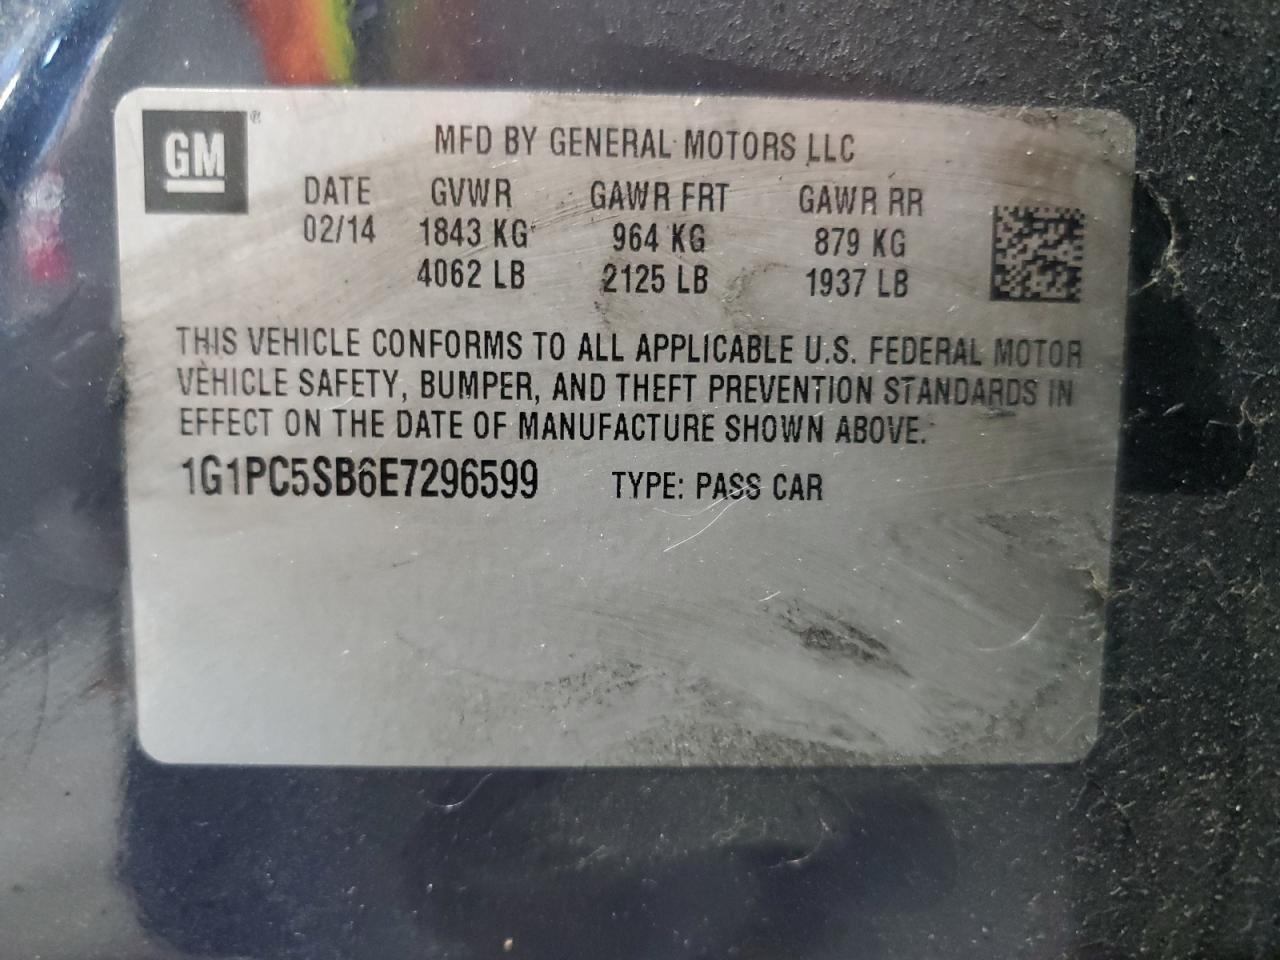 GM®
MFD BY GENERAL MOTORS LLC
DATE GVWR GAWR FRT GAWR RR
02/14 1843 KG 964 KG 879 KG
4062 LB 2125 LB 1937 LB
THIS VEHICLE CONFORMS TO ALL APPLICABLE U.S. FEDERAL MOTOR
VEHICLE SAFETY, BUMPER, AND THEFT PREVENTION STANDARDS IN
EFFECT ON THE DATE OF MANUFACTURE SHOWN ABOVE.
1G1PC5SB6E7296599 TYPE: PASS CAR